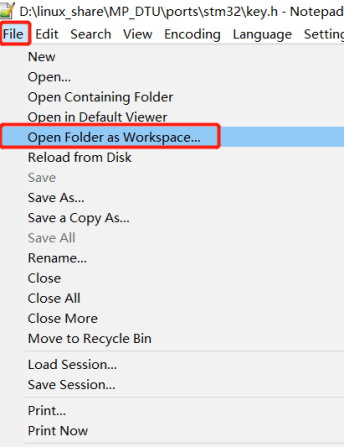 D:\linux_share\MP_DTU\ports\stm32\key.h - Notepad
File Edit Search View Encoding Language Setting
New
Open...
Open Containing Folder
Open in Default Viewer
Open Folder as Workspace...
Reload from Disk
Save
Save As...
Save a Copy As...
Save All
Rename...
Close
Close All
Close More
Move to Recycle Bin
Load Session...
Save Session...
Print...
Print Now